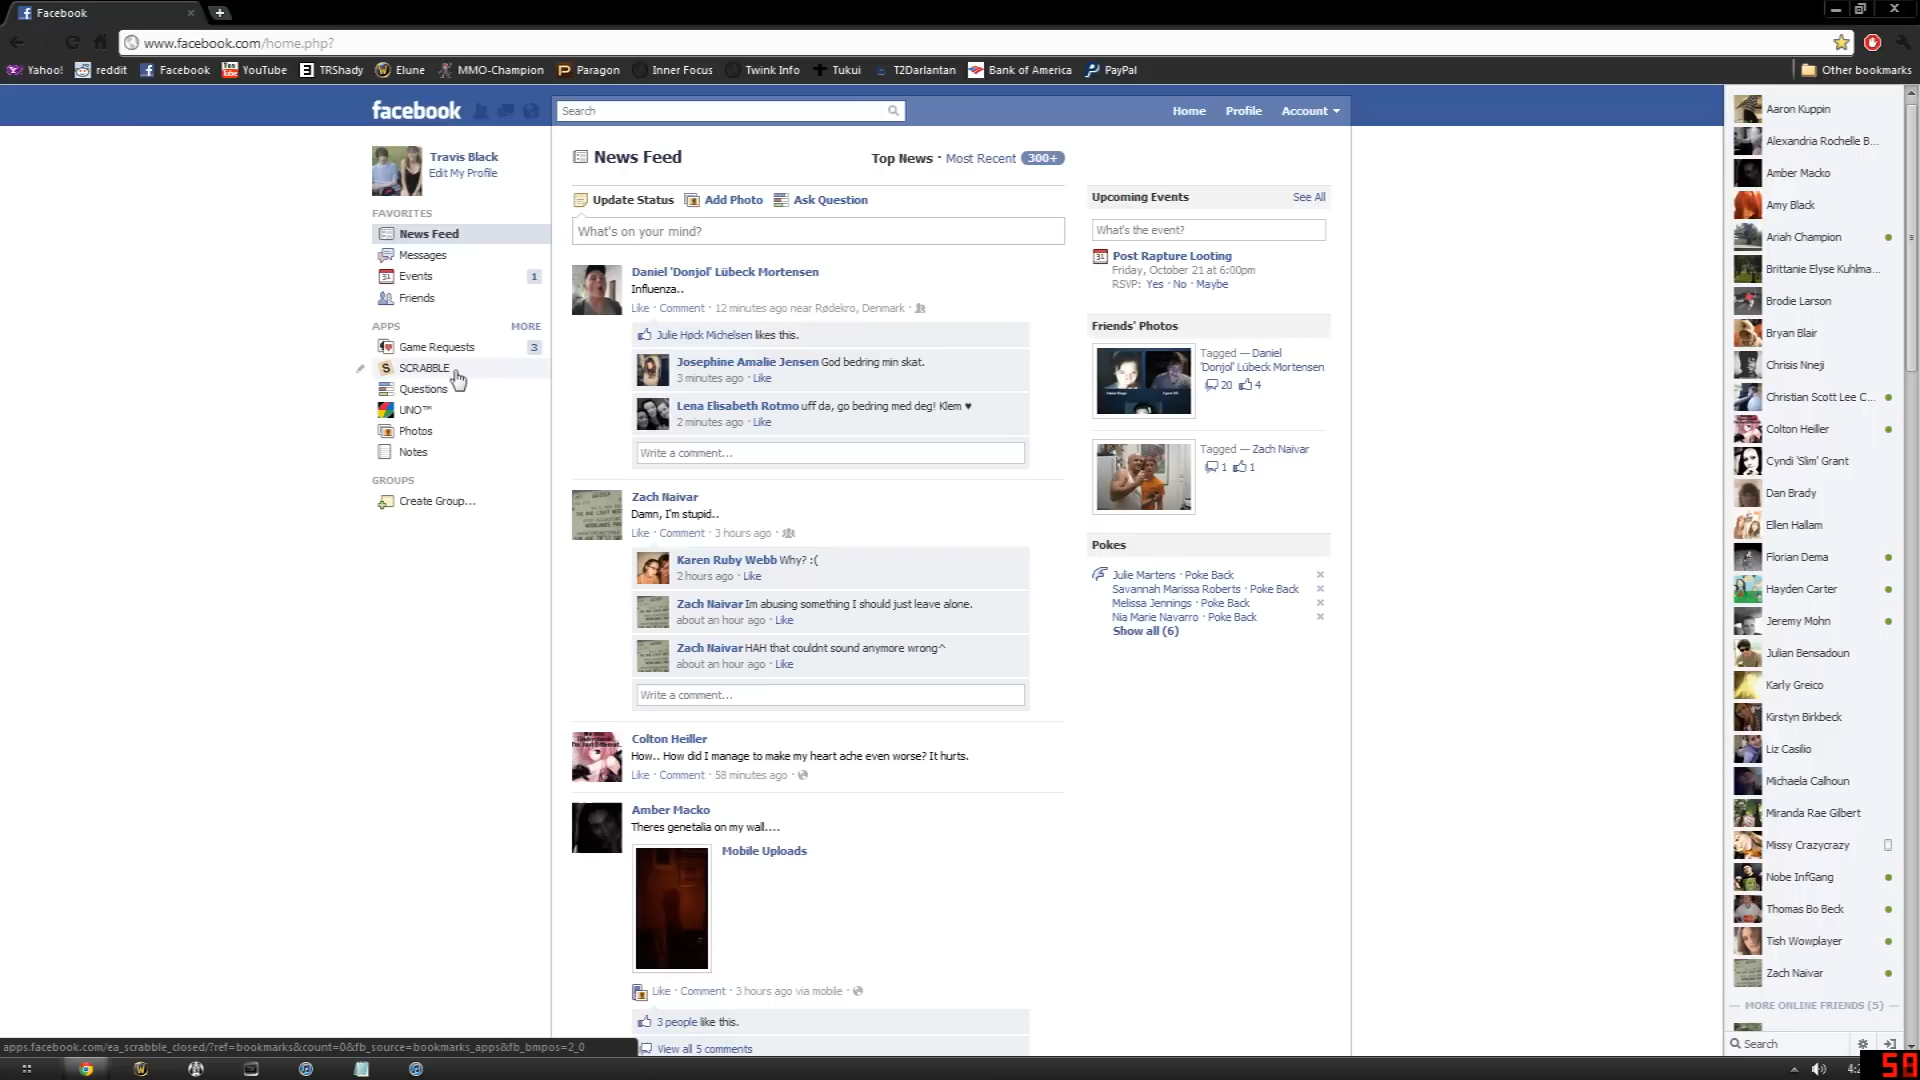 Facebook
www.facebook.com/home.php?
Yahoo! reddit Facebook YouTube TRShady Elune MMO-Champion Paragon Inner Focus Twink Info Tukui T2Darlantan Bank of America PayPal Other bookmarks
facebook Search Home Profile Account
Travis Black
Edit My Profile
FAVORITES
News Feed
Messages
Events 1
Friends
APPS MORE
Game Requests 3
SCRABBLE
Questions
UNO™
Photos
Notes
GROUPS
Create Group...
News Feed Top News · Most Recent 300+
Update Status Add Photo Ask Question
What's on your mind?
Daniel 'Donjol' Lübeck Mortensen
Influenza..
Like · Comment · 12 minutes ago near Rødekro, Denmark ·
Julie Høck Michelsen likes this.
Josephine Amalie Jensen God bedring min skat.
3 minutes ago · Like
Lena Elisabeth Rotmo uff da, go bedring med deg! Klem ♥
2 minutes ago · Like
Write a comment...
Zach Naivar
Damn, I'm stupid..
Like · Comment · 3 hours ago ·
Karen Ruby Webb Why? :(
2 hours ago · Like
Zach Naivar Im abusing something I should just leave alone.
about an hour ago · Like
Zach Naivar HAH that couldnt sound anymore wrong^
about an hour ago · Like
Write a comment...
Colton Heiller
How.. How did I manage to make my heart ache even worse? It hurts.
Like · Comment · 58 minutes ago ·
Amber Macko
Theres genetalia on my wall....
Mobile Uploads
Like · Comment · 3 hours ago via mobile ·
3 people like this.
View all 5 comments
Upcoming Events See All
What's the event?
Post Rapture Looting
Friday, October 21 at 6:00pm
RSVP: Yes · No · Maybe
Friends' Photos
Tagged — Daniel
'Donjol' Lübeck Mortensen
20 4
Tagged — Zach Naivar
1 1
Pokes
Julie Martens · Poke Back
Savannah Marissa Roberts · Poke Back
Melissa Jennings · Poke Back
Nia Marie Navarro · Poke Back
Show all (6)
Aaron Kuppin
Alexandria Rochelle B...
Amber Macko
Amy Black
Ariah Champion
Brittanie Elyse Kuhlma...
Brodie Larson
Bryan Blair
Chrisis Nneji
Christian Scott Lee C...
Colton Heiller
Cyndi 'Slim' Grant
Dan Brady
Ellen Hallam
Florian Dema
Hayden Carter
Jeremy Mohn
Julian Bensadoun
Karly Greico
Kirstyn Birkbeck
Liz Casilio
Michaela Calhoun
Miranda Rae Gilbert
Missy Crazycrazy
Nobe InfGang
Thomas Bo Beck
Tish Wowplayer
Zach Naivar
MORE ONLINE FRIENDS (5)
Search
apps.facebook.com/ea_scrabble_closed/?ref=bookmarks&count=0&fb_source=bookmarks_apps&fb_bmpos=2_0
58